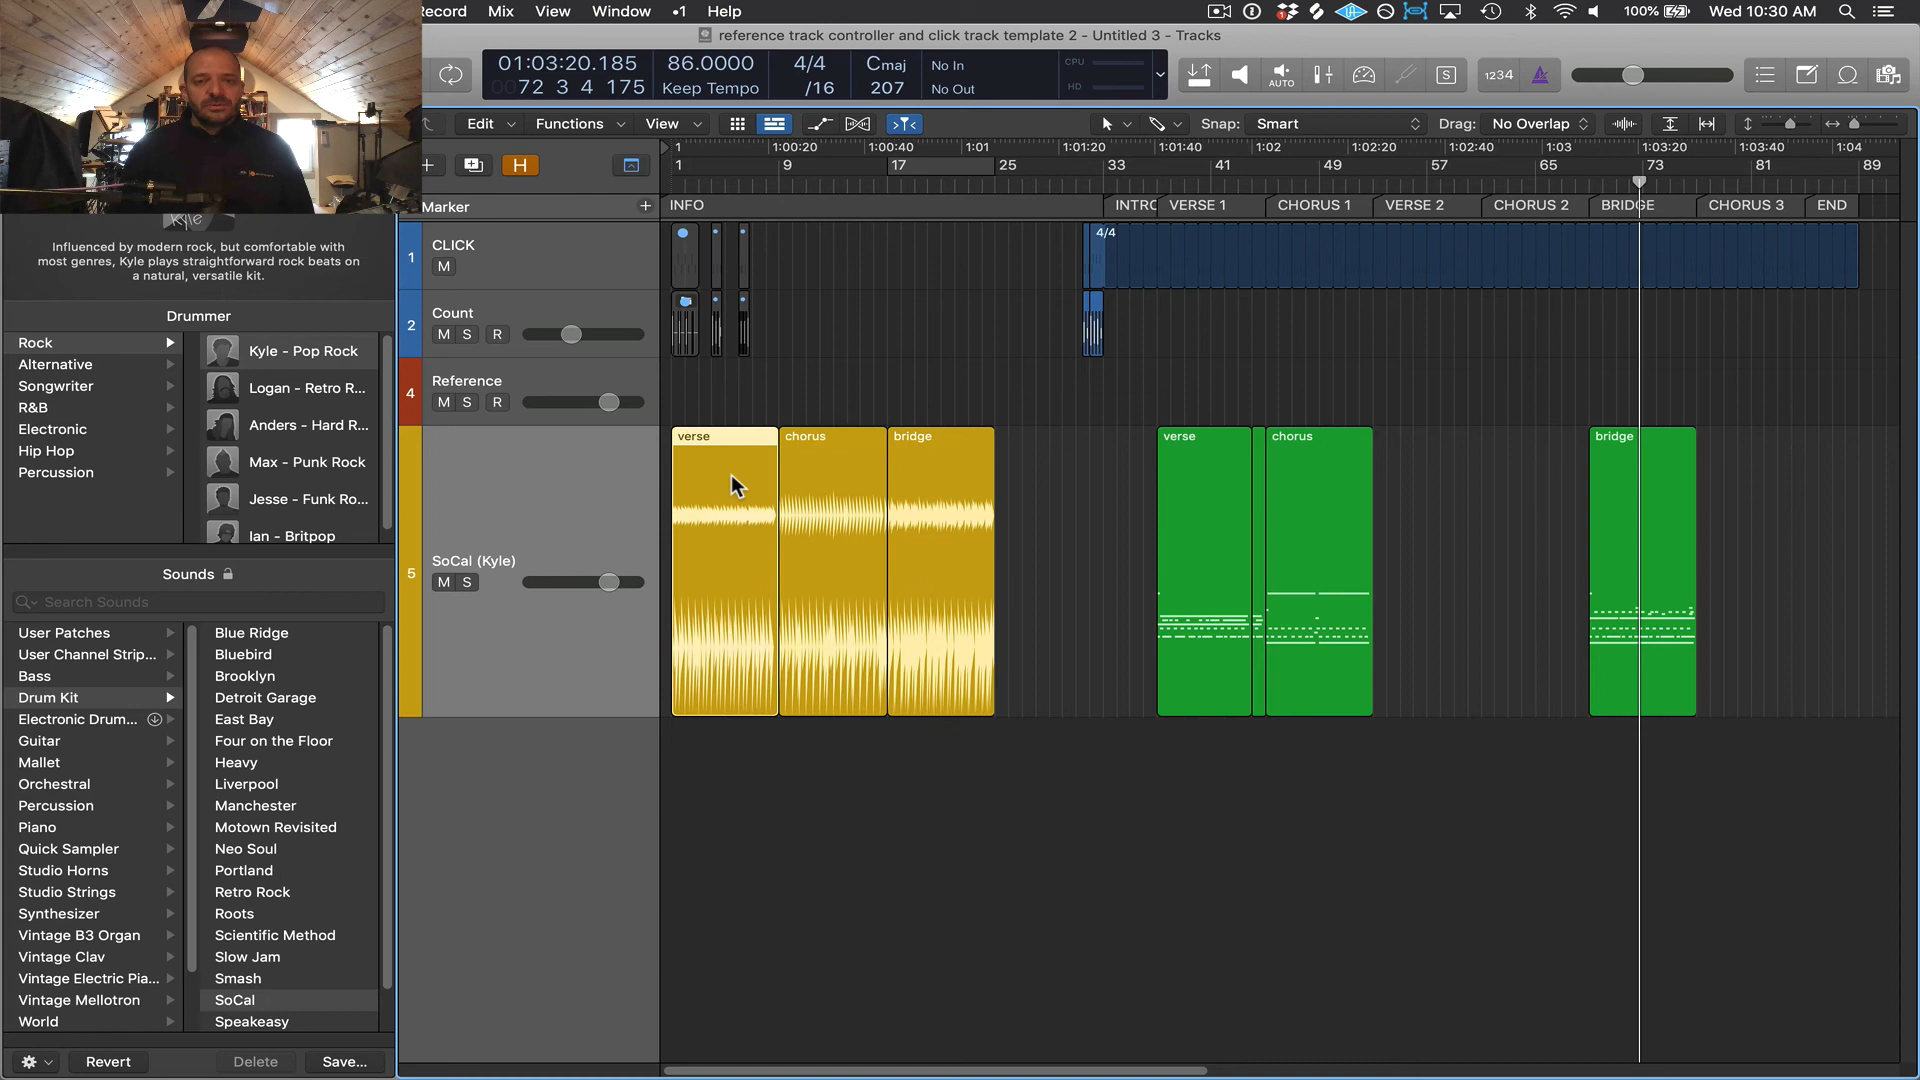 Record Mix View Window •1 Help 1 100% Wed 10:30 AM
reference track controller and click track template 2 - Untitled 3 - Tracks
01:03:20.185 86.0000 4/4 Cmaj No In CPU
0072 3 4 175 Keep Tempo /16 207 No Out HD
AUTO S 1234
Edit Functions View Snap: Smart Drag: No Overlap
1 1:00:20 1:00:40 1:01 1:01:20 1:01:40 1:02 1:02:20 1:02:40 1:03 1:03:20 1:03:40 1:04
H 1 9 17 25 33 41 49 57 65 73 81 89
Marker + INFO INTRO VERSE 1 CHORUS 1 VERSE 2 CHORUS 2 BRIDGE CHORUS 3 END
Kyle
Influenced by modern rock, but comfortable with
most genres, Kyle plays straightforward rock beats on
a natural, versatile kit.
Drummer
Rock
Alternative
Songwriter
R&B
Electronic
Hip Hop
Percussion
Kyle - Pop Rock
Logan - Retro R...
Anders - Hard R...
Max - Punk Rock
Jesse - Funk Ro...
Ian - Britpop
Sounds
Search Sounds
User Patches
User Channel Strip...
Bass
Drum Kit
Electronic Drum...
Guitar
Mallet
Orchestral
Percussion
Piano
Quick Sampler
Studio Horns
Studio Strings
Synthesizer
Vintage B3 Organ
Vintage Clav
Vintage Electric Pia...
Vintage Mellotron
World
Blue Ridge
Bluebird
Brooklyn
Detroit Garage
East Bay
Four on the Floor
Heavy
Liverpool
Manchester
Motown Revisited
Neo Soul
Portland
Retro Rock
Roots
Scientific Method
Slow Jam
Smash
SoCal
Speakeasy
Revert Delete Save...
1 CLICK
M
4/4
2 Count
M S R
4 Reference
M S R
5 SoCal (Kyle)
M S
verse chorus bridge verse chorus bridge